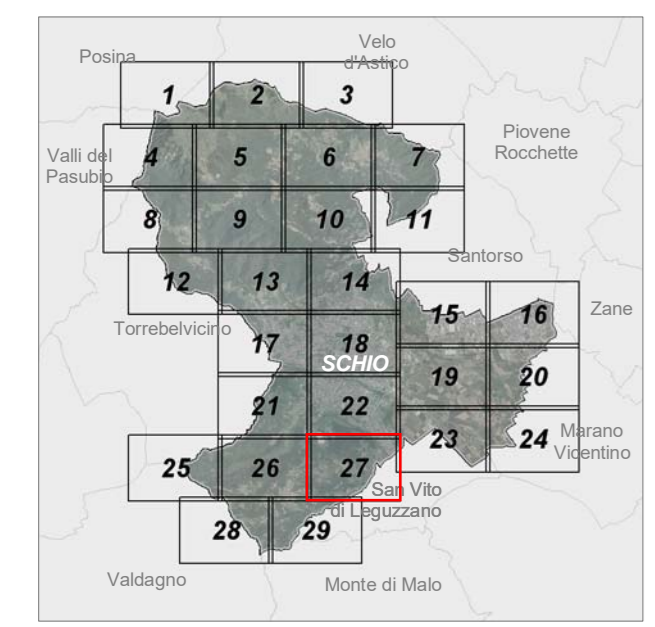 Velo
d'Astico
Posina
1 2 3
Piovene
Rocchette
Valli del
Pasubio
4 5 6 7
8 9 10 11
Santorso
12 13 14
15 16
Zane
Torrebelvicino
17 18
SCHIO
19 20
21 22
23 24
Marano
Vicentino
25 26 27
San Vito
di Leguzzano
28 29
Valdagno
Monte di Malo